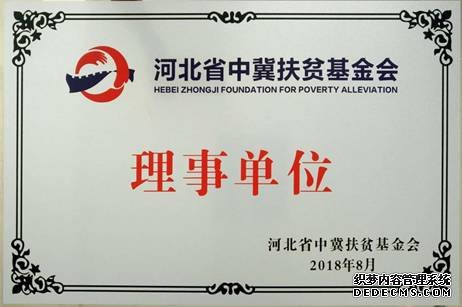 河北省中冀扶贫基金会
HEBEI ZHONGJI FOUNDATION FOR POVERTY ALLEVIATION
理事单位
河北省中冀扶贫基金会
2018年8月
织梦内容管理系统
DEDECMS.COM